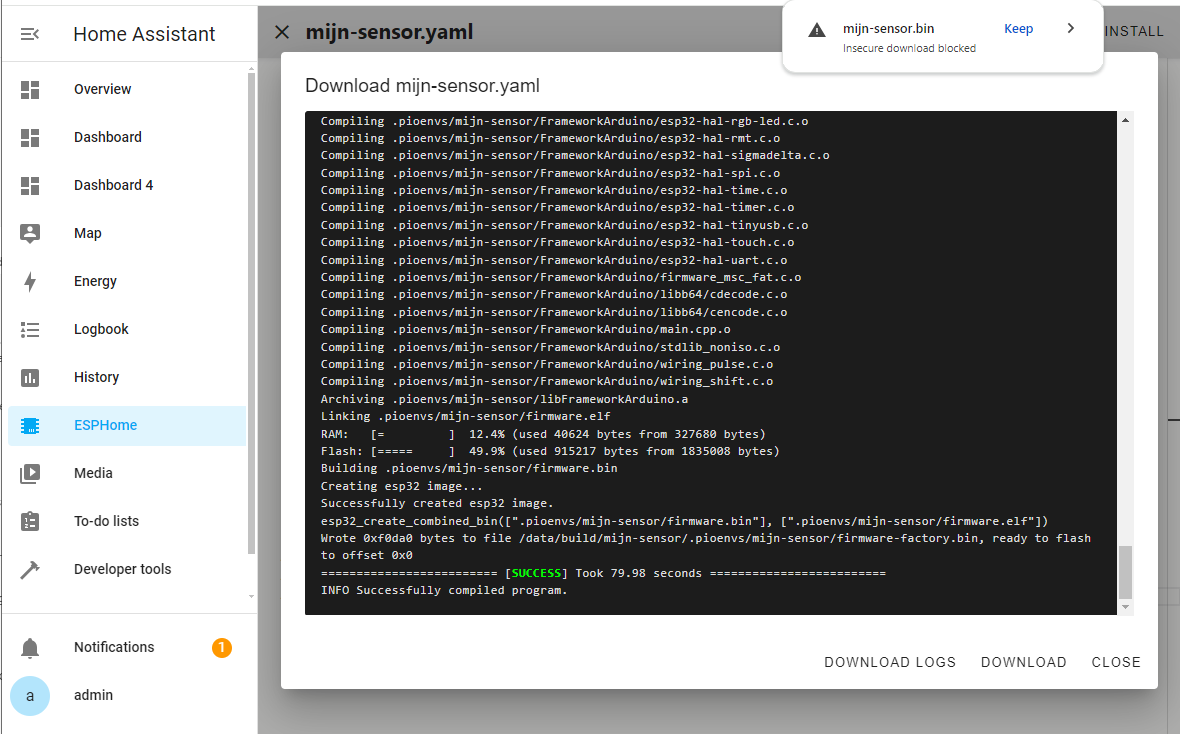 Home Assistant
Overview
Dashboard
Dashboard 4
Map
Energy
Logbook
History
ESPHome
Media
To-do lists
Developer tools
Notifications
1
a
admin
mijn-sensor.yaml
INSTALL
mijn-sensor.bin
Keep
Insecure download blocked
Download mijn-sensor.yaml
Compiling .pioenvs/mijn-sensor/FrameworkArduino/esp32-hal-rgb-led.c.o
Compiling .pioenvs/mijn-sensor/FrameworkArduino/esp32-hal-rmt.c.o
Compiling .pioenvs/mijn-sensor/FrameworkArduino/esp32-hal-sigmadelta.c.o
Compiling .pioenvs/mijn-sensor/FrameworkArduino/esp32-hal-spi.c.o
Compiling .pioenvs/mijn-sensor/FrameworkArduino/esp32-hal-time.c.o
Compiling .pioenvs/mijn-sensor/FrameworkArduino/esp32-hal-timer.c.o
Compiling .pioenvs/mijn-sensor/FrameworkArduino/esp32-hal-tinyusb.c.o
Compiling .pioenvs/mijn-sensor/FrameworkArduino/esp32-hal-touch.c.o
Compiling .pioenvs/mijn-sensor/FrameworkArduino/esp32-hal-uart.c.o
Compiling .pioenvs/mijn-sensor/FrameworkArduino/firmware_msc_fat.c.o
Compiling .pioenvs/mijn-sensor/FrameworkArduino/libb64/cdecode.c.o
Compiling .pioenvs/mijn-sensor/FrameworkArduino/libb64/cencode.c.o
Compiling .pioenvs/mijn-sensor/FrameworkArduino/main.cpp.o
Compiling .pioenvs/mijn-sensor/FrameworkArduino/stdlib_noniso.c.o
Compiling .pioenvs/mijn-sensor/FrameworkArduino/wiring_pulse.c.o
Compiling .pioenvs/mijn-sensor/FrameworkArduino/wiring_shift.c.o
Archiving .pioenvs/mijn-sensor/libFrameworkArduino.a
Linking .pioenvs/mijn-sensor/firmware.elf
RAM:   [=         ]  12.4% (used 40624 bytes from 327680 bytes)
Flash: [=====     ]  49.9% (used 915217 bytes from 1835008 bytes)
Building .pioenvs/mijn-sensor/firmware.bin
Creating esp32 image...
Successfully created esp32 image.
esp32_create_combined_bin([".pioenvs/mijn-sensor/firmware.bin"], [".pioenvs/mijn-sensor/firmware.elf"])
Wrote 0xf0da0 bytes to file /data/build/mijn-sensor/.pioenvs/mijn-sensor/firmware-factory.bin, ready to flash
to offset 0x0
========================= [SUCCESS] Took 79.98 seconds =========================
INFO Successfully compiled program.
DOWNLOAD LOGS
DOWNLOAD
CLOSE